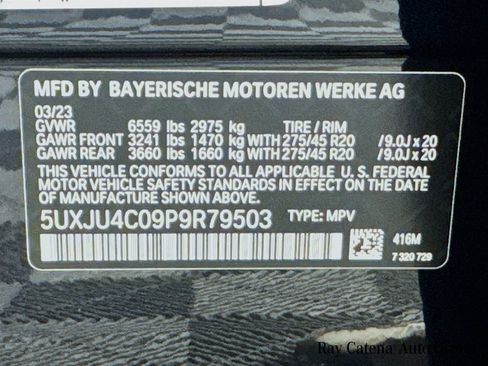 MFD BY BAYERISCHE MOTOREN WERKE AG
03/23
GVWR 6559 lbs 2975 kg TIRE / RIM
GAWR FRONT 3241 lbs 1470 kg WITH 275/45 R20 /9.0J x 20
GAWR REAR 3660 lbs 1660 kg WITH 275/45 R20 /9.0J x 20
THIS VEHICLE CONFORMS TO ALL APPLICABLE U. S. FEDERAL
MOTOR VEHICLE SAFETY STANDARDS IN EFFECT ON THE DATE
OF MANUFACTURE SHOWN ABOVE.
5UXJU4C09P9R79503 TYPE: MPV
416M
7 320 729
Ray Catena Auto